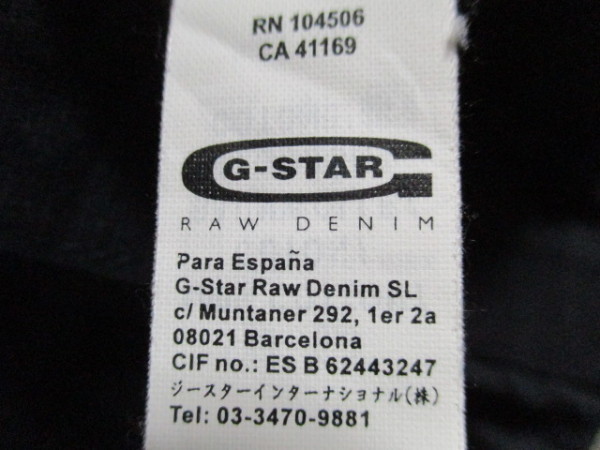 RN 104506
CA 41169
G-STAR
RAW DENIM
Para España
G-Star Raw Denim SL
c/ Muntaner 292, 1er 2a
08021 Barcelona
CIF no.: ES B 62443247
ジースターインターナショナル(株)
Tel: 03-3470-9881